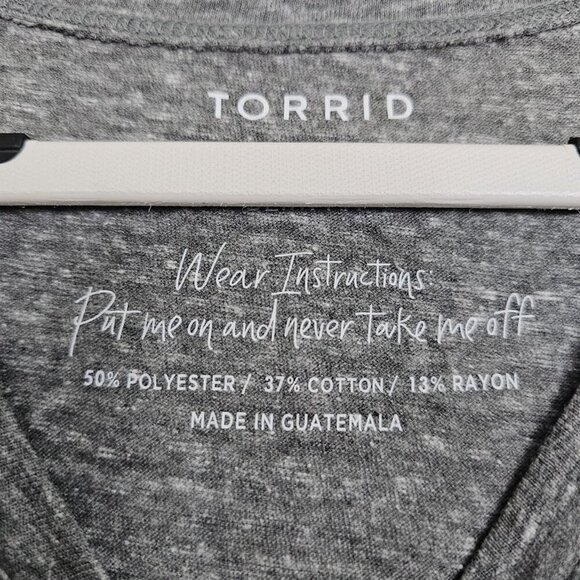 TORRID
Wear Instructions:
Put me on and never take me off
50% POLYESTER / 37% COTTON / 13% RAYON
MADE IN GUATEMALA